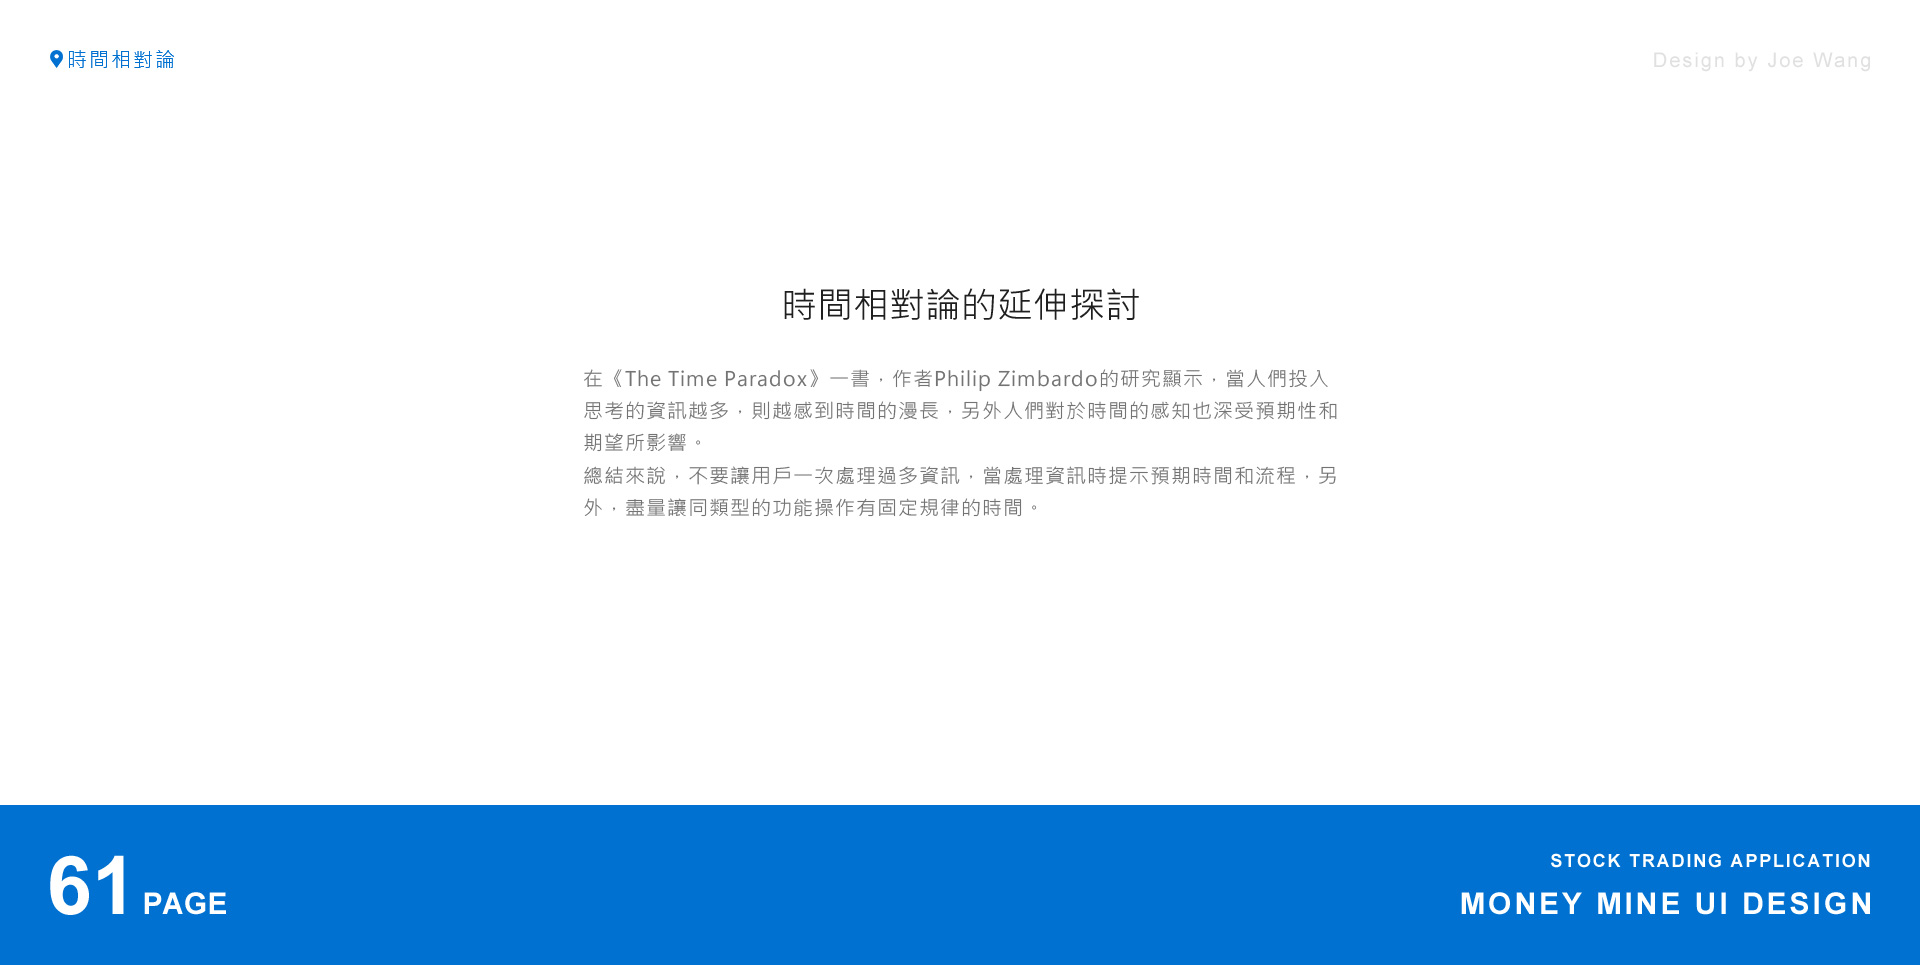 時間相對論
Design by Joe Wang
時間相對論的延伸探討
在《The Time Paradox》一書，作者Philip Zimbardo的研究顯示，當人們投入
思考的資訊越多，則越感到時間的漫長，另外人們對於時間的感知也深受預期性和
期望所影響。
總結來說，不要讓用戶一次處理過多資訊，當處理資訊時提示預期時間和流程，另
外，盡量讓同類型的功能操作有固定規律的時間。
61 PAGE
STOCK TRADING APPLICATION
MONEY MINE UI DESIGN